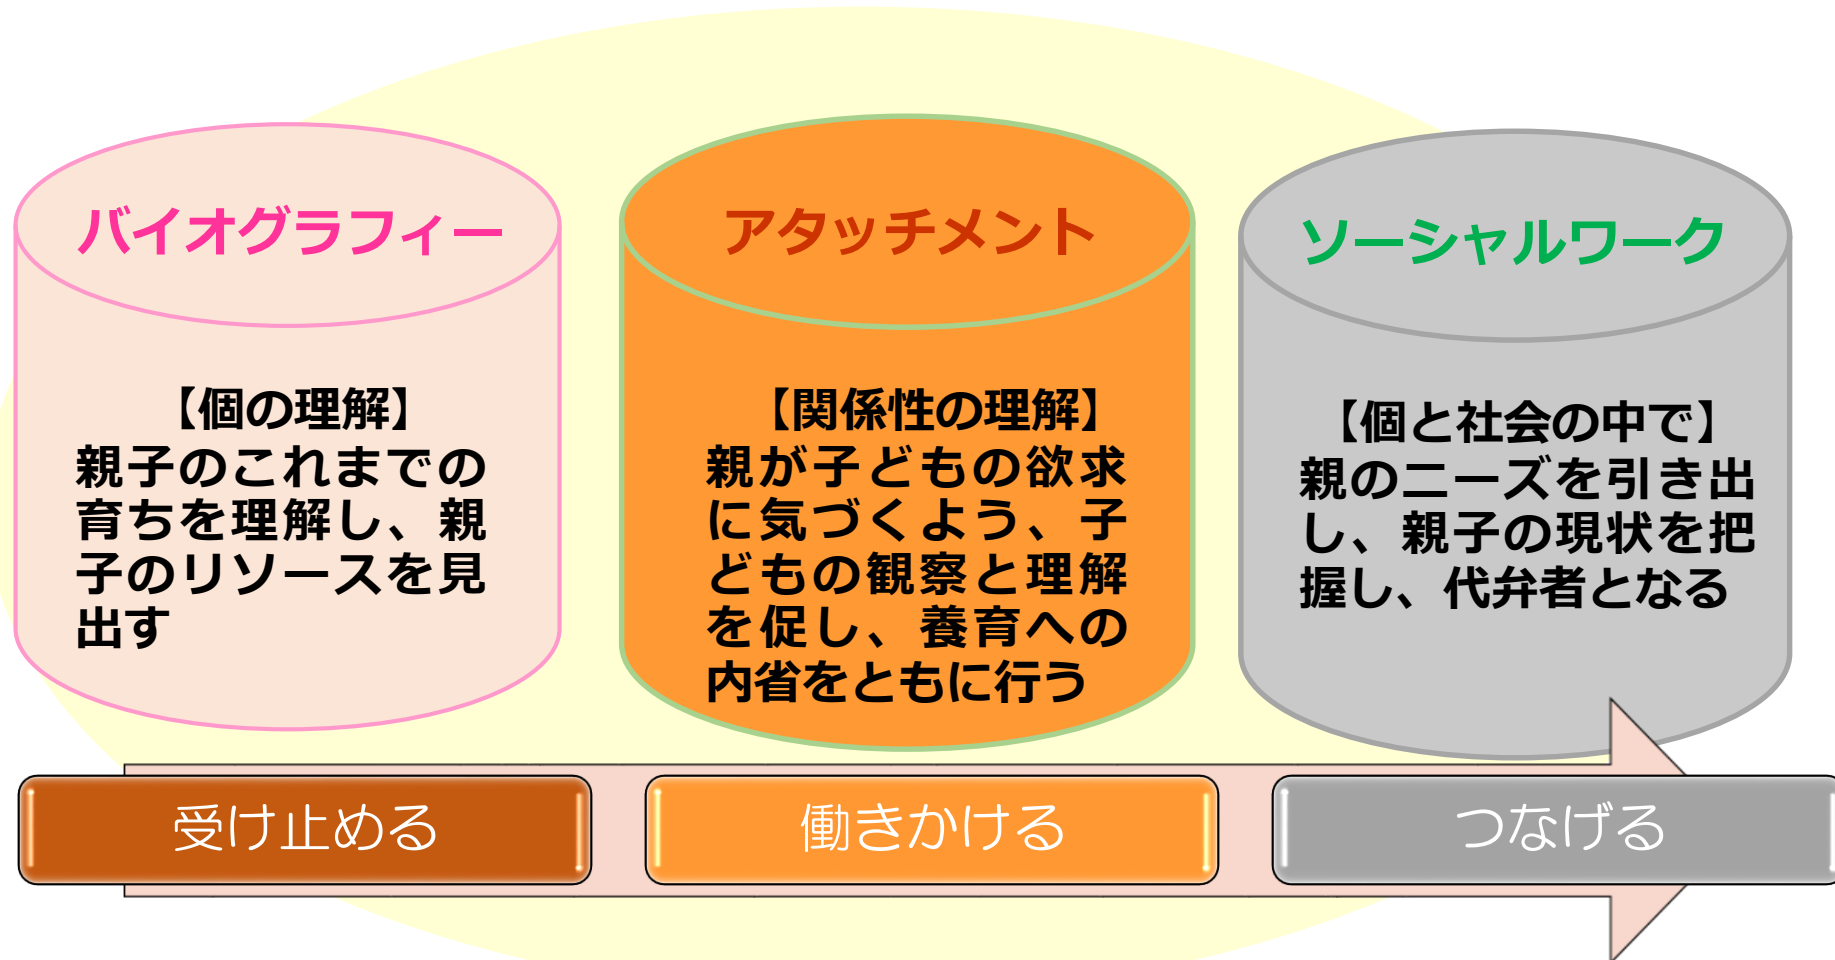 バイオグラフィー
【個の理解】
親子のこれまでの
育ちを理解し、親
子のリソースを見
出す
アタッチメント
【関係性の理解】
親が子どもの欲求
に気づくよう、子
どもの観察と理解
を促し、養育への
内省をともに行う
ソーシャルワーク
【個と社会の中で】
親のニーズを引き出
し、親子の現状を把
握し、代弁者となる
受け止める
働きかける
つなげる